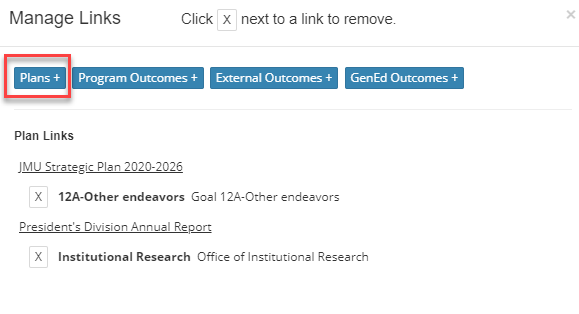 Manage Links Click X next to a link to remove. ×
Plans + Program Outcomes + External Outcomes + GenEd Outcomes +
Plan Links
JMU Strategic Plan 2020-2026
X 12A-Other endeavors Goal 12A-Other endeavors
President's Division Annual Report
X Institutional Research Office of Institutional Research